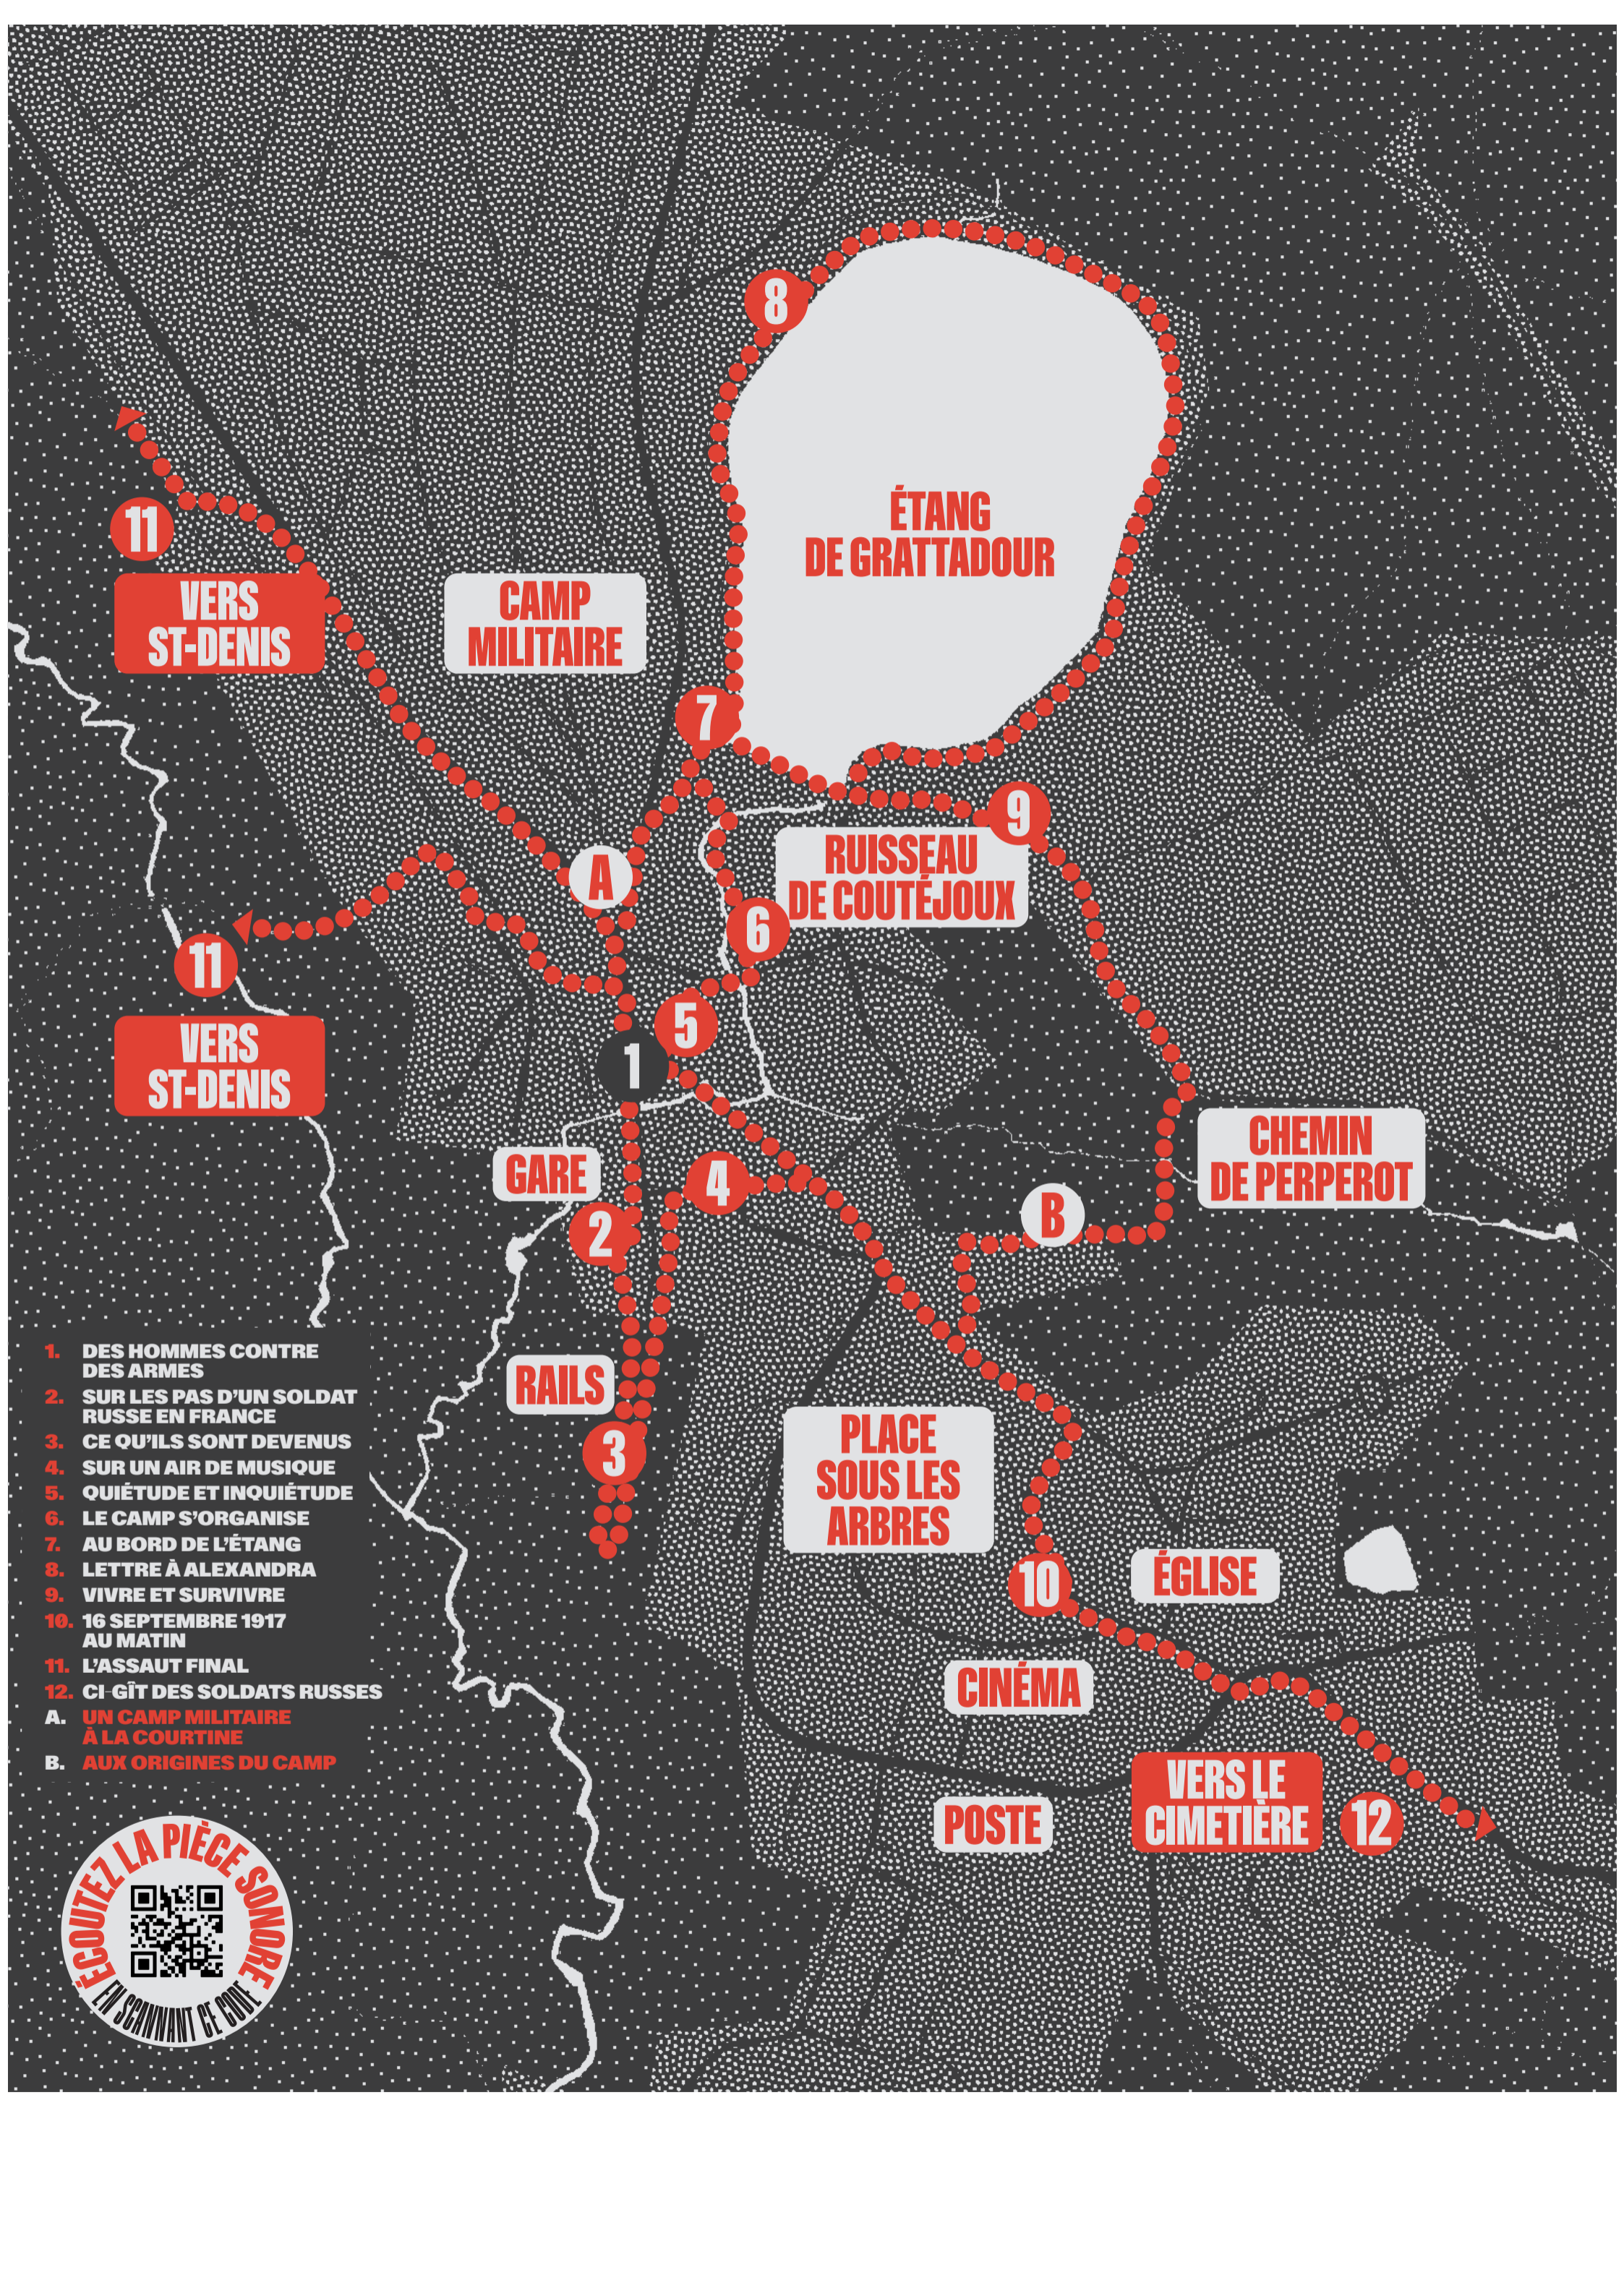 8
ÉTANG
DE GRATTADOUR
11
VERS
ST-DENIS
CAMP
MILITAIRE
7
9
RUISSEAU
DE COUTÉJOUX
A
6
11
5
1
VERS
ST-DENIS
CHEMIN
DE PERPEROT
GARE
4
B
2
RAILS
3
PLACE
SOUS LES
ARBRES
10
ÉGLISE
CINÉMA
VERS LE
CIMETIÈRE
12
POSTE
1. DES HOMMES CONTRE
DES ARMES
2. SUR LES PAS D'UN SOLDAT
RUSSE EN FRANCE
3. CE QU'ILS SONT DEVENUS
4. SUR UN AIR DE MUSIQUE
5. QUIÉTUDE ET INQUIÉTUDE
6. LE CAMP S'ORGANISE
7. AU BORD DE L'ÉTANG
8. LETTRE À ALEXANDRA
9. VIVRE ET SURVIVRE
10. 16 SEPTEMBRE 1917
AU MATIN
11. L'ASSAUT FINAL
12. CI-GÎT DES SOLDATS RUSSES
A. UN CAMP MILITAIRE
À LA COURTINE
B. AUX ORIGINES DU CAMP
ÉCOUTEZ LA PIÈCE SONORE
EN SCANNANT CE CODE